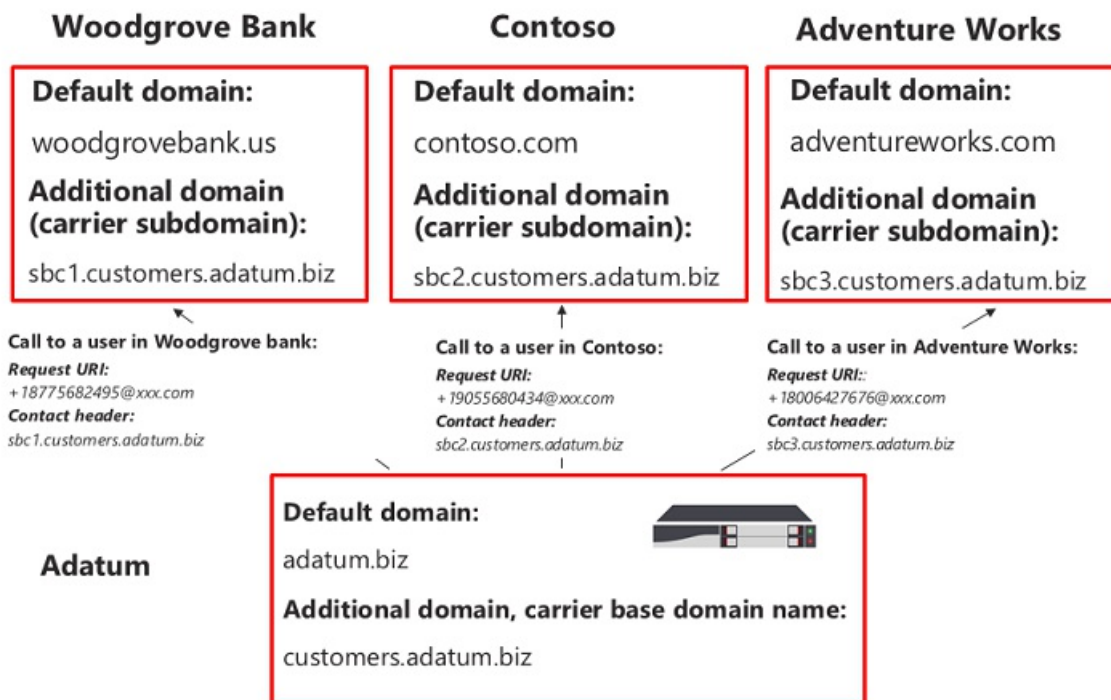 Woodgrove Bank
Default domain:
woodgrovebank.us
Additional domain
(carrier subdomain):
sbc1.customers.adatum.biz
Contoso
Default domain:
contoso.com
Additional domain
(carrier subdomain):
sbc2.customers.adatum.biz
Adventure Works
Default domain:
adventureworks.com
Additional domain
(carrier subdomain):
sbc3.customers.adatum.biz
Call to a user in Woodgrove bank:
Request URI:
+18775682495@xxx.com
Contact header:
sbc1.customers.adatum.biz
Call to a user in Contoso:
Request URI:
+19055680434@xxx.com
Contact header:
sbc2.customers.adatum.biz
Call to a user in Adventure Works:
Request URI::
+18006427676@xxx.com
Contact header:
sbc3.customers.adatum.biz
Adatum
Default domain:
adatum.biz
Additional domain, carrier base domain name:
customers.adatum.biz